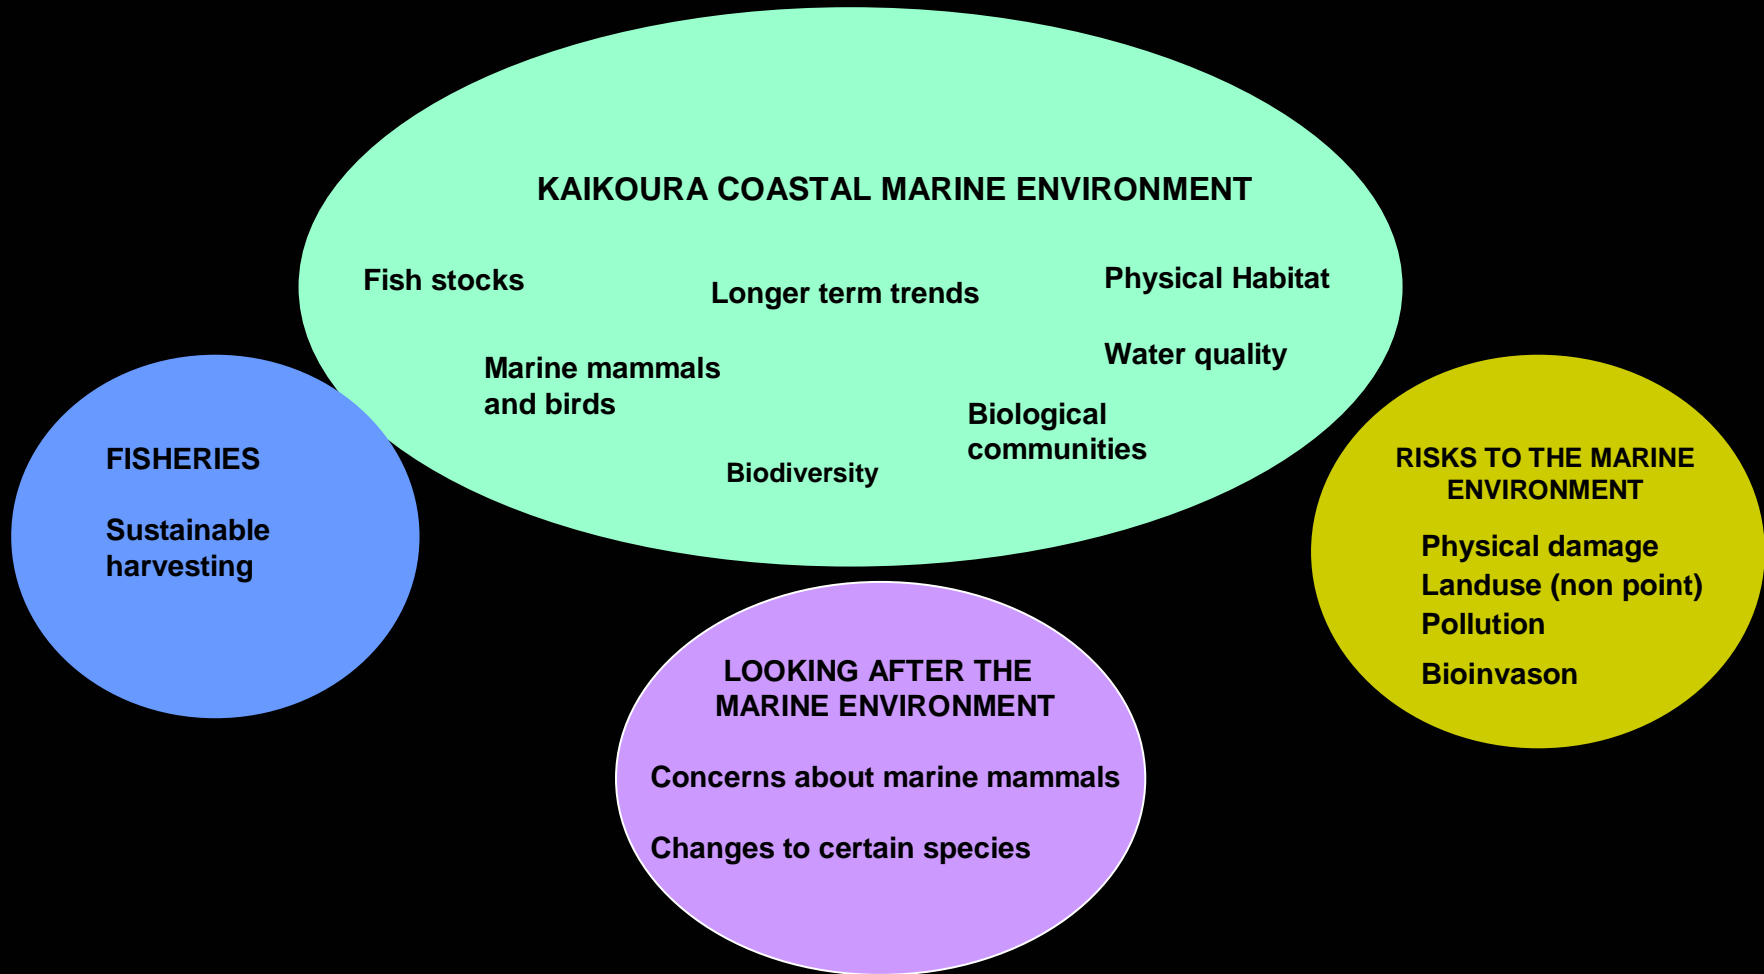 KAIKOURA COASTAL MARINE ENVIRONMENT
Fish stocks
Longer term trends
Physical Habitat
Water quality
Marine mammals
and birds
Biological
communities
Biodiversity
FISHERIES
Sustainable
harvesting
LOOKING AFTER THE
MARINE ENVIRONMENT
Concerns about marine mammals
Changes to certain species
RISKS TO THE MARINE
ENVIRONMENT
Physical damage
Landuse (non point)
Pollution
Bioinvason